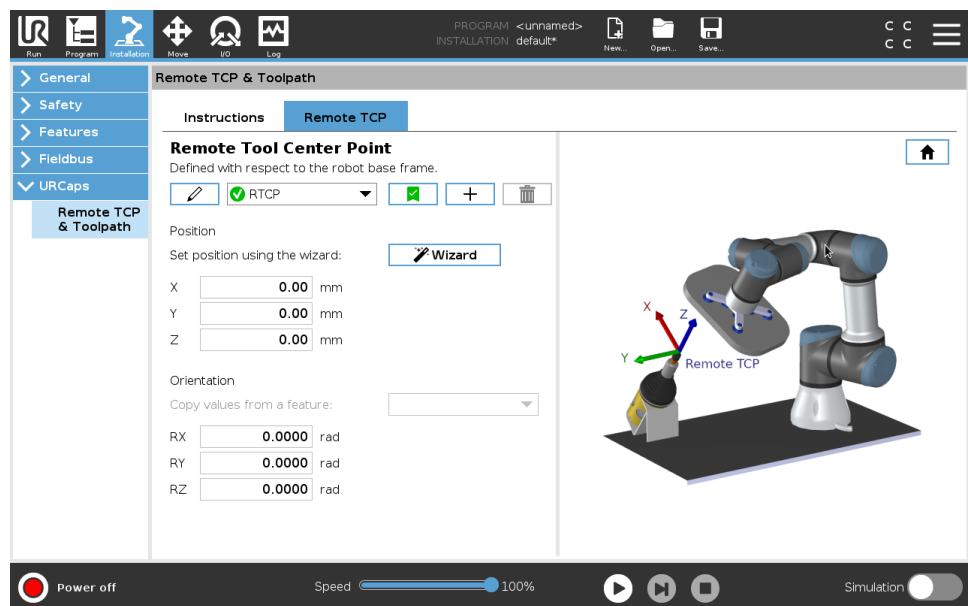 PROGRAM <unnamed>
INSTALLATION default*
UR
Run
Program
Installation
Move
I/O
Log
New...
Open...
Save...
C C
C C
General
Safety
Features
Fieldbus
URCaps
Remote TCP
& Toolpath
Remote TCP & Toolpath
Instructions
Remote TCP
Remote Tool Center Point
Defined with respect to the robot base frame.
RTCP
Position
Set position using the wizard:
Wizard
X 0.00 mm
Y 0.00 mm
Z 0.00 mm
Orientation
Copy values from a feature:
RX 0.0000 rad
RY 0.0000 rad
RZ 0.0000 rad
X
Z
Y
Remote TCP
Power off
Speed
100%
Simulation